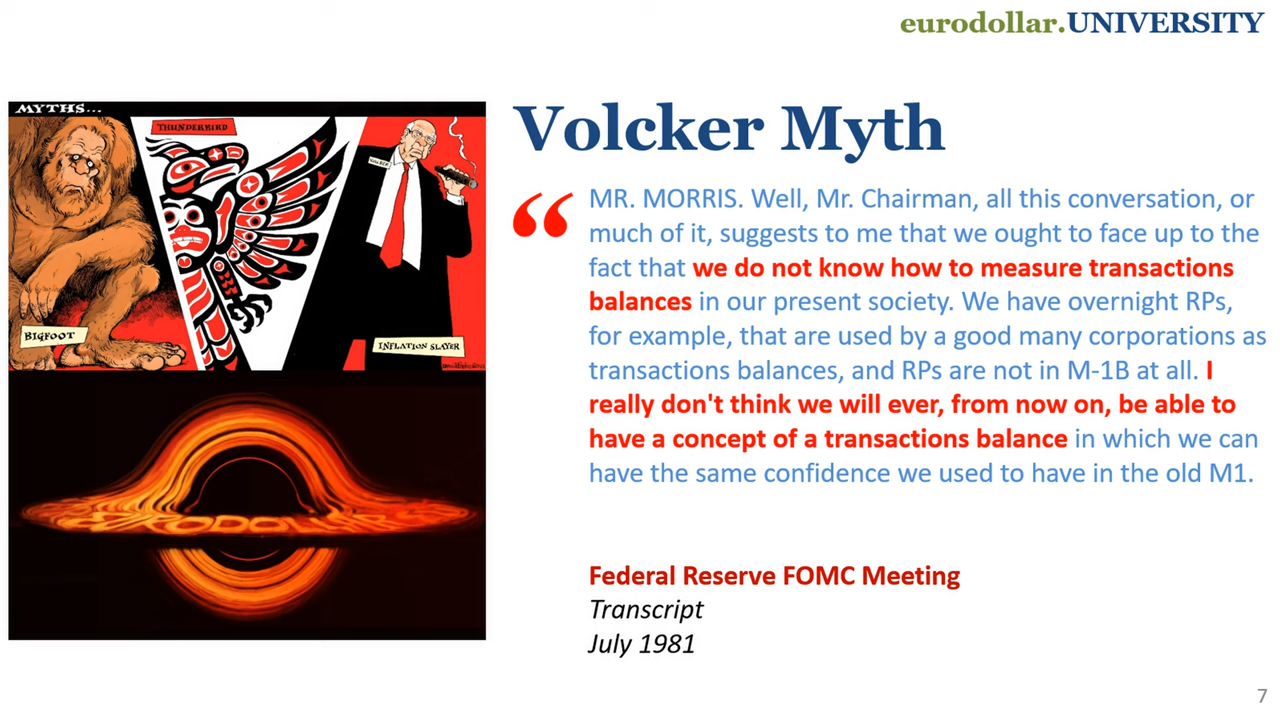 eurodollar.UNIVERSITY
MYTHS...
THUNDERBIRD
VOLCKER
BIGFOOT
INFLATION SLAYER
EURODOLLAR
Volcker Myth
“
MR. MORRIS. Well, Mr. Chairman, all this conversation, or
much of it, suggests to me that we ought to face up to the
fact that we do not know how to measure transactions
balances in our present society. We have overnight RPs,
for example, that are used by a good many corporations as
transactions balances, and RPs are not in M-1B at all. I
really don't think we will ever, from now on, be able to
have a concept of a transactions balance in which we can
have the same confidence we used to have in the old M1.
Federal Reserve FOMC Meeting
Transcript
July 1981
7